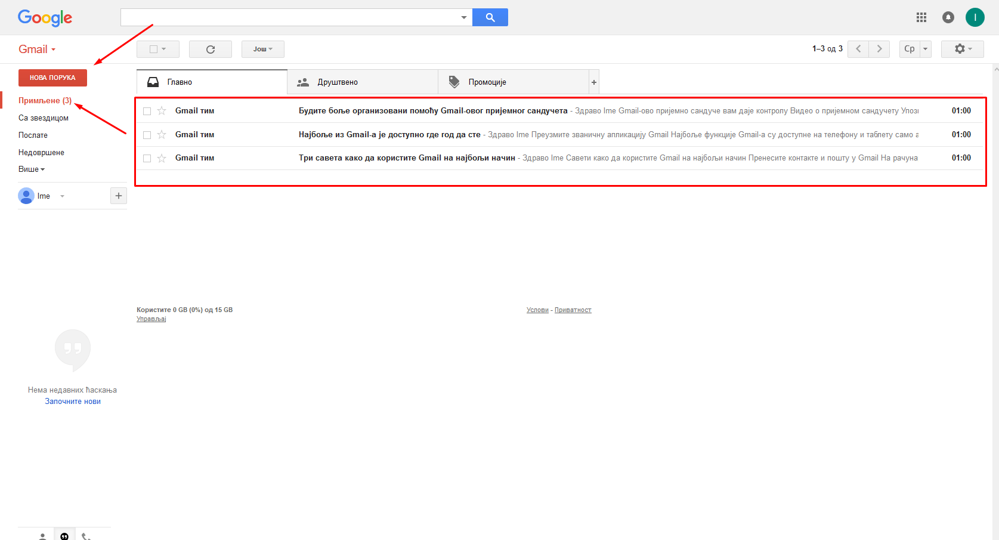 Google
I
Gmail
Још
1–3 од 3
Ср
НОВА ПОРУКА
Главно
Друштвено
Промоције
+
Примљене (3)
Са звездицом
Послате
Недовршене
Више
Ime
+
Gmail тим Будите боље организовани помоћу Gmail-овог пријемног сандучета - Здраво Ime Gmail-ово пријемно сандуче вам даје контролу Видео о пријемном сандучету 01:00
Gmail тим Најбоље из Gmail-а је доступно где год да сте - Здраво Ime Преузмите званичну апликацију Gmail Најбоље функције Gmail-а су доступне на телефону и таблету само 01:00
Gmail тим Три савета како да користите Gmail на најбољи начин - Здраво Ime Савети како да користите Gmail на најбољи начин Пренесите контакте и пошту у Gmail На рачуна 01:00
Користите 0 GB (0%) од 15 GB
Управљај
Услови - Приватност
Нема недавних ћаскања
Започните нови